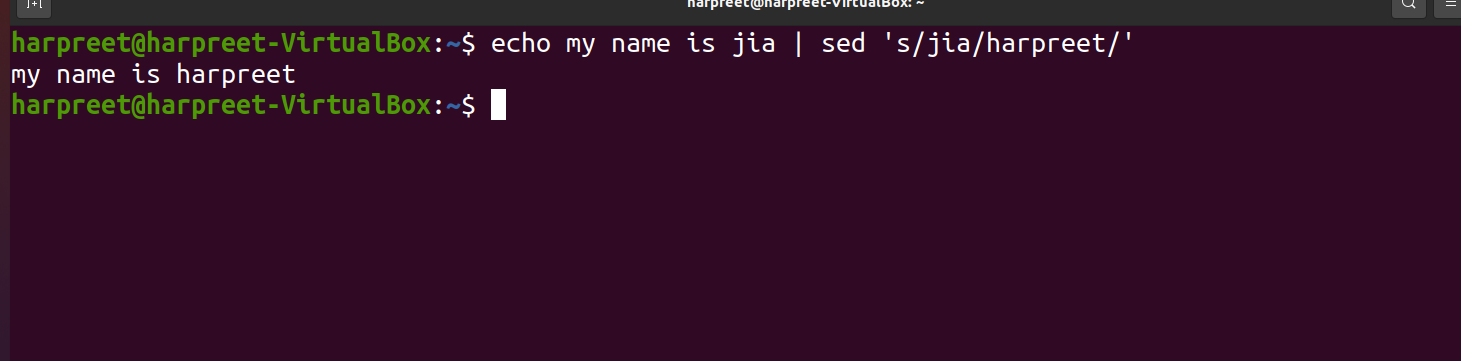 harpreet@harpreet-VirtualBox: ~
harpreet@harpreet-VirtualBox:~$ echo my name is jia | sed 's/jia/harpreet/'
my name is harpreet
harpreet@harpreet-VirtualBox:~$